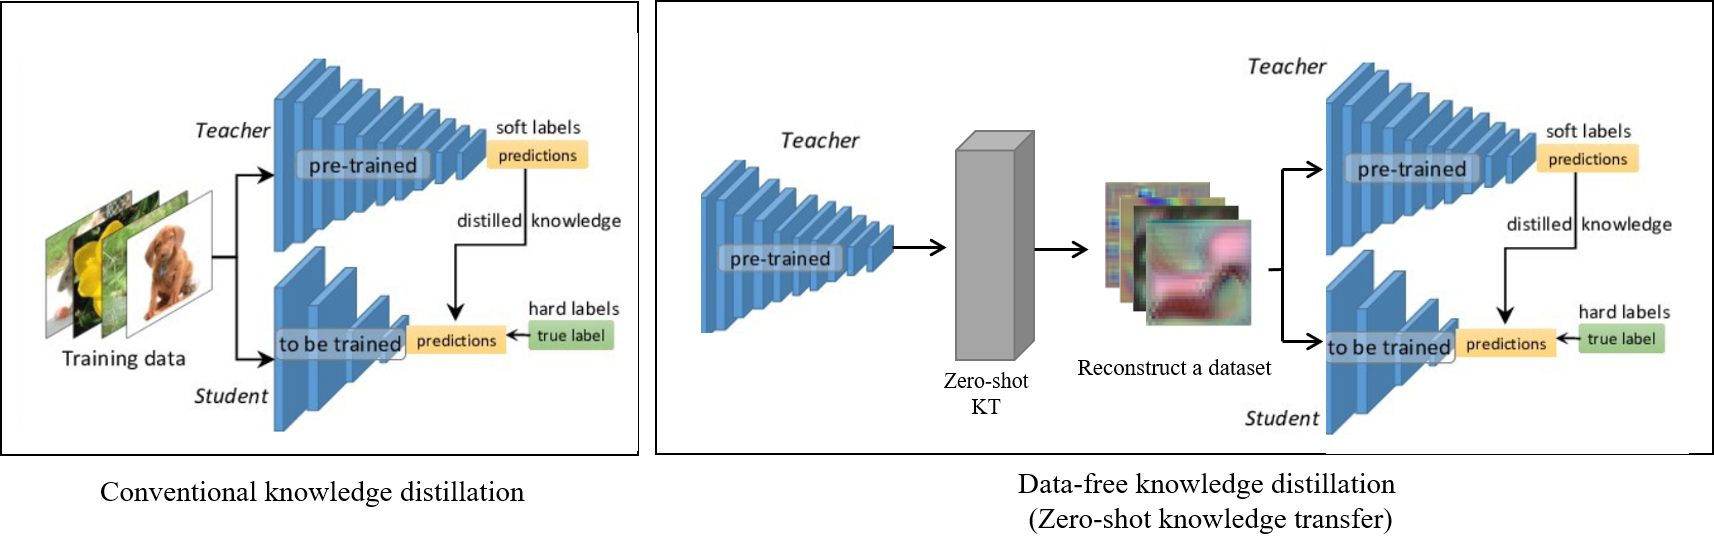 Teacher
pre-trained
soft labels
predictions
distilled knowledge
hard labels
true label
predictions
to be trained
Training data
Student
Conventional knowledge distillation
Teacher
pre-trained
Zero-shot
KT
Reconstruct a dataset
Teacher
pre-trained
soft labels
predictions
distilled knowledge
hard labels
true label
predictions
to be trained
Student
Data-free knowledge distillation
(Zero-shot knowledge transfer)